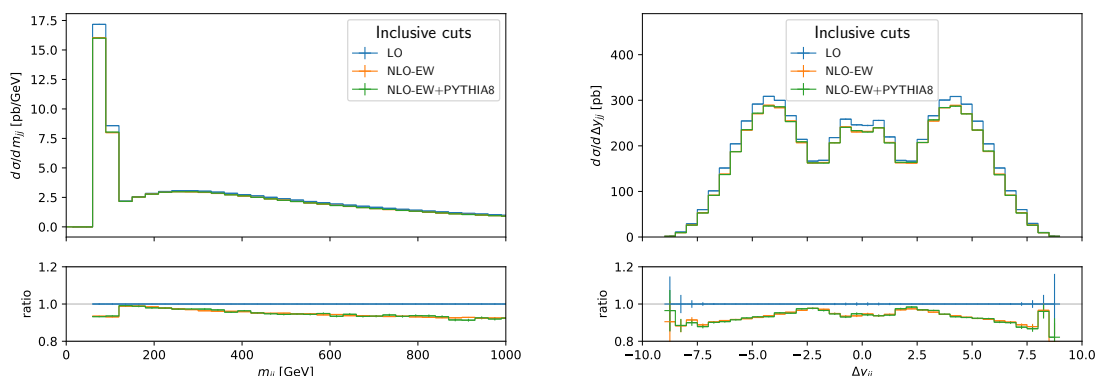 17.5
15.0
12.5
10.0
7.5
5.0
2.5
0.0
dσ/dm_jj [pb/GeV]
Inclusive cuts
LO
NLO-EW
NLO-EW+PYTHIA8
1.2
1.0
0.8
ratio
0 200 400 600 800 1000
m_jj [GeV]
400
300
200
100
0
dσ/dΔy_jj [pb]
Inclusive cuts
LO
NLO-EW
NLO-EW+PYTHIA8
1.2
1.0
0.8
ratio
−10.0 −7.5 −5.0 −2.5 0.0 2.5 5.0 7.5 10.0
Δy_jj